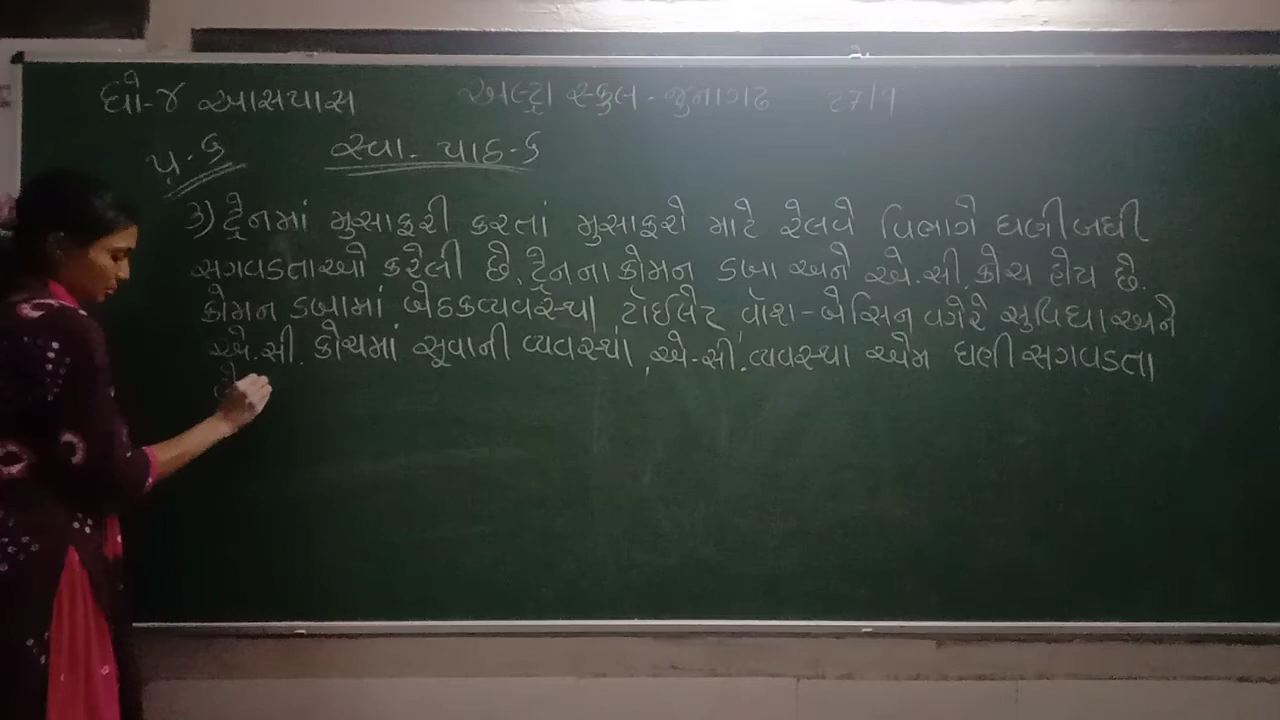 ધો-૪ આસપાસ અલ્ટ્રા સ્કુલ - જુનાગઢ ૨૭/૧
પ્ર. ૬ સ્વા. પાઠ-૬
૩) ટ્રેનમાં મુસાફરી કરતાં મુસાફરો માટે રેલવે વિભાગે ઘણીબધી
સગવડતાઓ કરેલી છે. ટ્રેનના કોમન ડબા અને એ.સી. કોચ હોય છે.
કોમન ડબામાં બેઠકવ્યવસ્થા, ટૉઈલેટ, વૉશ-બેસિન, વગેરે સુવિધા અને
એ.સી. કોચમાં સૂવાની વ્યવસ્થા, એ-સી. વ્યવસ્થા એમ ઘણી સગવડતા